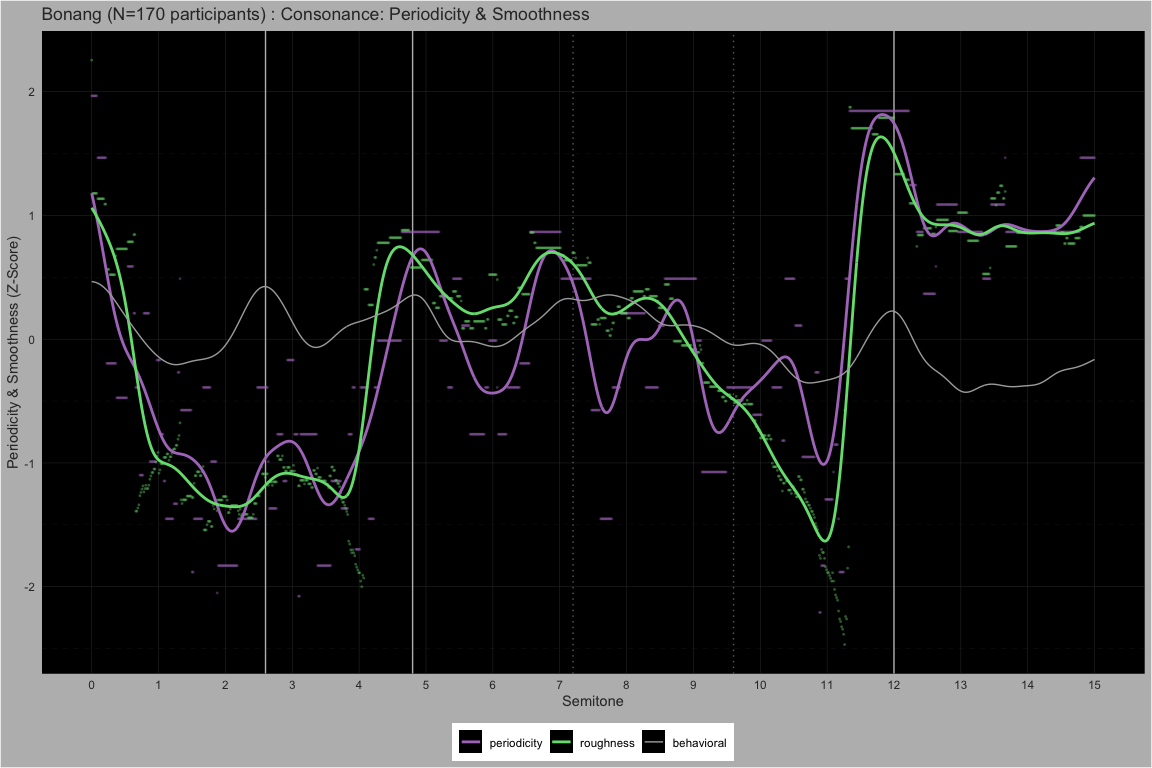 Bonang (N=170 participants) : Consonance: Periodicity & Smoothness
Periodicity & Smoothness (Z-Score)
2
1
0
-1
-2
0 1 2 3 4 5 6 7 8 9 10 11 12 13 14 15
Semitone
periodicity roughness behavioral